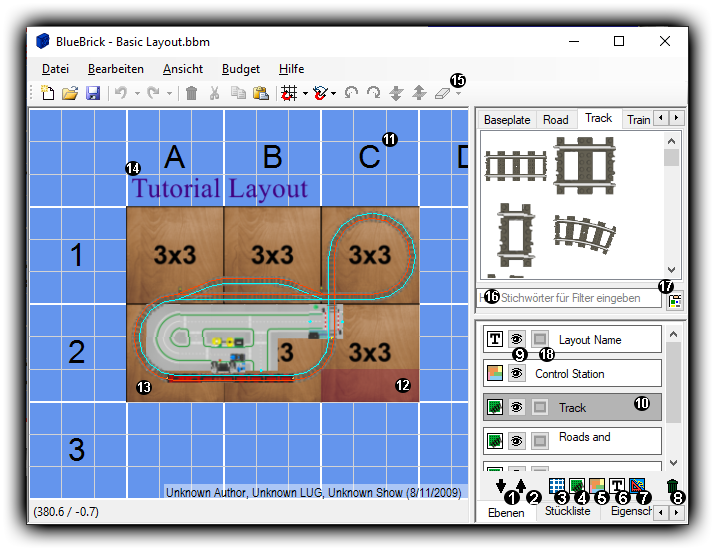 BlueBrick - Basic Layout.bbm
Datei Bearbeiten Ansicht Budget Hilfe
15
11
A B C D
14
Tutorial Layout
1
3x3 3x3 3x3
2
3 3x3
13
12
3
Unknown Author, Unknown LUG, Unknown Show (8/11/2009)
(380.6 / -0.7)
Baseplate Road Track Train
17
16 Stichwörter für Filter eingeben
T Layout Name
9 18
Control Station
Track 10
Roads and
T
1 2 3 4 5 6 7 8
Ebenen Stückliste Eigensch